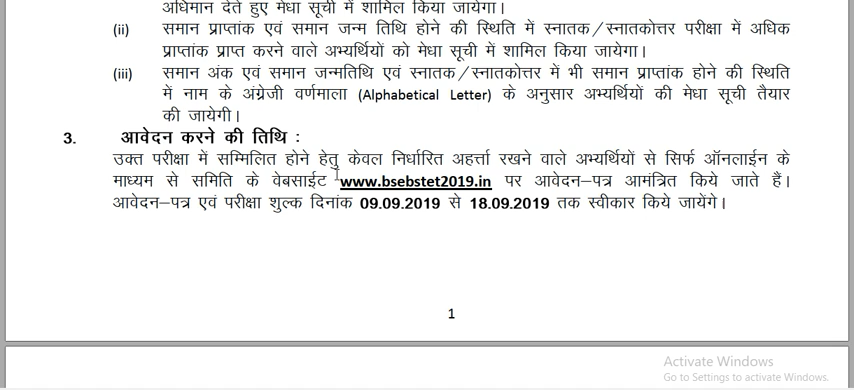 अधिमान देते हुए मेधा सूची में शामिल किया जायेगा।
(ii) समान प्राप्तांक एवं समान जन्म तिथि होने की स्थिति में स्नातक/स्नातकोत्तर परीक्षा में अधिक
प्राप्तांक प्राप्त करने वाले अभ्यर्थियों को मेधा सूची में शामिल किया जायेगा।
(iii) समान अंक एवं समान जन्मतिथि एवं स्नातक/स्नातकोत्तर में भी समान प्राप्तांक होने की स्थिति
में नाम के अंग्रेजी वर्णमाला (Alphabetical Letter) के अनुसार अभ्यर्थियों की मेधा सूची तैयार
की जायेगी।
3. आवेदन करने की तिथि :
उक्त परीक्षा में सम्मिलित होने हेतु केवल निर्धारित अहर्त्ता रखने वाले अभ्यर्थियों से सिर्फ ऑनलाईन के
माध्यम से समिति के वेबसाईट www.bsebstet2019.in पर आवेदन–पत्र आमंत्रित किये जाते हैं।
आवेदन–पत्र एवं परीक्षा शुल्क दिनांक 09.09.2019 से 18.09.2019 तक स्वीकार किये जायेंगे।
1
Activate Windows
Go to Settings to activate Windows.